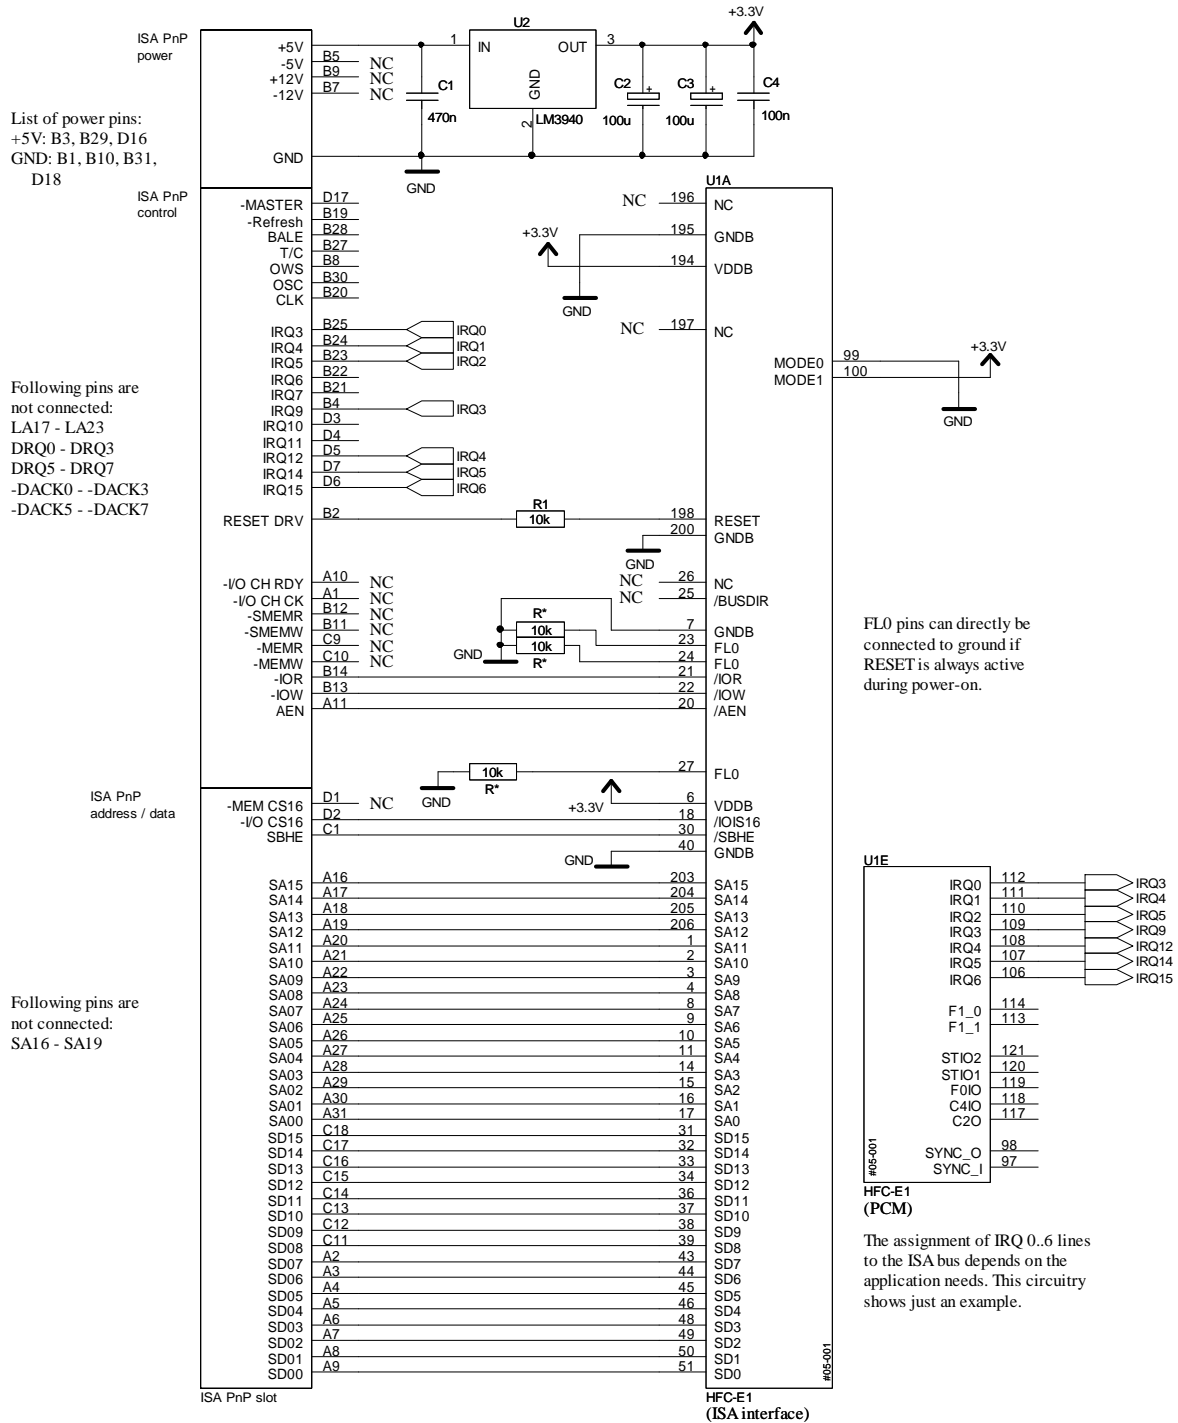 ISA PnP
power
+5V
-5V B5 NC
+12V B9 NC
-12V B7 NC
GND
1 IN
U2
OUT 3
GND
2
LM3940
C1
470n
GND
C2
+
100u
C3
+
100u
C4
100n
+3.3V
List of power pins:
+5V: B3, B29, D16
GND: B1, B10, B31,
D18
ISA PnP
control
-MASTER D17
-Refresh B19
BALE B28
T/C B27
OWS B8
OSC B30
CLK B20
IRQ3 B25 IRQ0
IRQ4 B24 IRQ1
IRQ5 B23 IRQ2
IRQ6 B22
IRQ7 B21
IRQ9 B4 IRQ3
IRQ10 D3
IRQ11 D4
IRQ12 D5 IRQ4
IRQ14 D7 IRQ5
IRQ15 D6 IRQ6
U1A
NC 196 NC
195 GNDB
194 VDDB
+3.3V
GND
NC 197 NC
MODE0 99
MODE1 100
+3.3V
GND
Following pins are
not connected:
LA17 - LA23
DRQ0 - DRQ3
DRQ5 - DRQ7
-DACK0 - -DACK3
-DACK5 - -DACK7
RESET DRV B2
R1
10k
198 RESET
200 GNDB
GND
-I/O CH RDY A10 NC
-I/O CH CK A1 NC
-SMEMR B12 NC
-SMEMW B11 NC
-MEMR C9 NC
-MEMW C10 NC
-IOR B14
-IOW B13
AEN A11
NC 26 NC
NC 25 /BUSDIR
7 GNDB
23 FL0
24 FL0
21 /IOR
22 /IOW
20 /AEN
R*
10k
10k
R*
GND
FL0 pins can directly be
connected to ground if
RESET is always active
during power-on.
GND
10k
R*
27 FL0
ISA PnP
address / data
-MEM CS16 D1 NC
-I/O CS16 D2
SBHE C1
+3.3V
6 VDDB
18 /IOIS16
30 /SBHE
40 GNDB
GND
SA15 A16 203 SA15
SA14 A17 204 SA14
SA13 A18 205 SA13
SA12 A19 206 SA12
SA11 A20 1 SA11
SA10 A21 2 SA10
SA09 A22 3 SA9
SA08 A23 4 SA8
SA07 A24 8 SA7
SA06 A25 9 SA6
SA05 A26 10 SA5
SA04 A27 11 SA4
SA03 A28 14 SA3
SA02 A29 15 SA2
SA01 A30 16 SA1
SA00 A31 17 SA0
SD15 C18 31 SD15
SD14 C17 32 SD14
SD13 C16 33 SD13
SD12 C15 34 SD12
SD11 C14 36 SD11
SD10 C13 37 SD10
SD09 C12 38 SD9
SD08 C11 39 SD8
SD07 A2 43 SD7
SD06 A3 44 SD6
SD05 A4 45 SD5
SD04 A5 46 SD4
SD03 A6 48 SD3
SD02 A7 49 SD2
SD01 A8 50 SD1
SD00 A9 51 SD0
ISA PnP slot
#05-001
HFC-E1
(ISA interface)
Following pins are
not connected:
SA16 - SA19
U1E
IRQ0 112 IRQ3
IRQ1 111 IRQ4
IRQ2 110 IRQ5
IRQ3 109 IRQ9
IRQ4 108 IRQ12
IRQ5 107 IRQ14
IRQ6 106 IRQ15
F1_0 114
F1_1 113
STIO2 121
STIO1 120
F0IO 119
C4IO 118
C2O 117
SYNC_O 98
SYNC_I 97
#05-001
HFC-E1
(PCM)
The assignment of IRQ 0..6 lines
to the ISA bus depends on the
application needs. This circuitry
shows just an example.